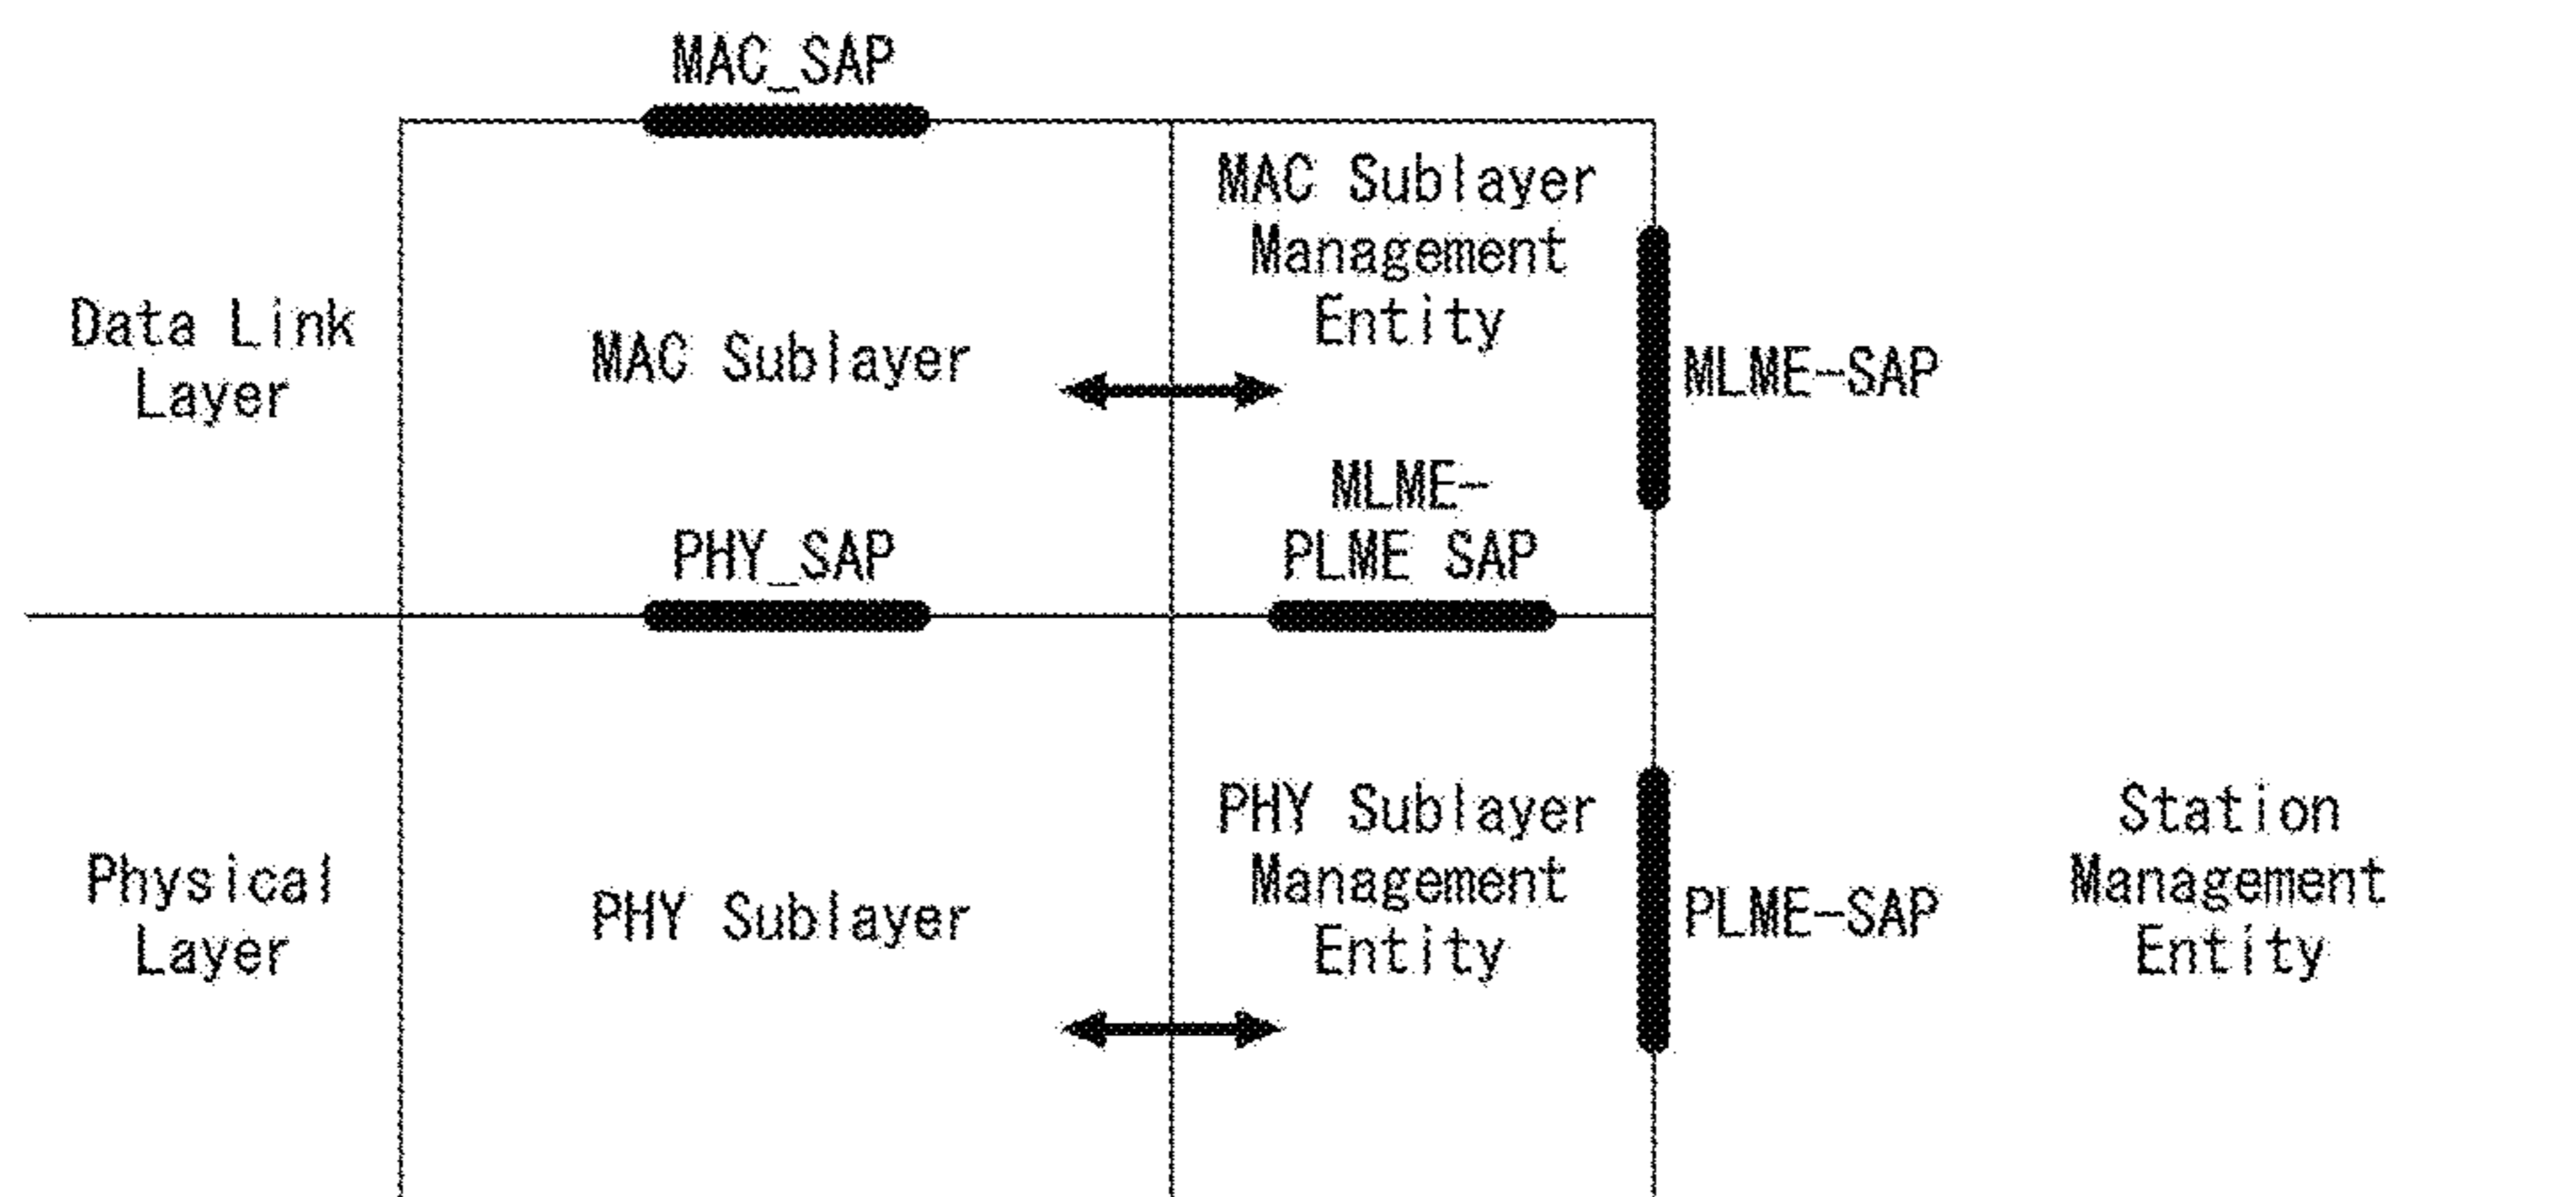 MAC_SAP
Data Link
Layer
MAC Sublayer
MAC Sublayer
Management
Entity
MLME-SAP
PHY_SAP
MLME-
PLME SAP
Physical
Layer
PHY Sublayer
PHY Sublayer
Management
Entity
PLME-SAP
Station
Management
Entity